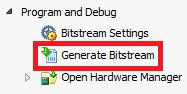 Program and Debug
Bitstream Settings
Generate Bitstream
Open Hardware Manager